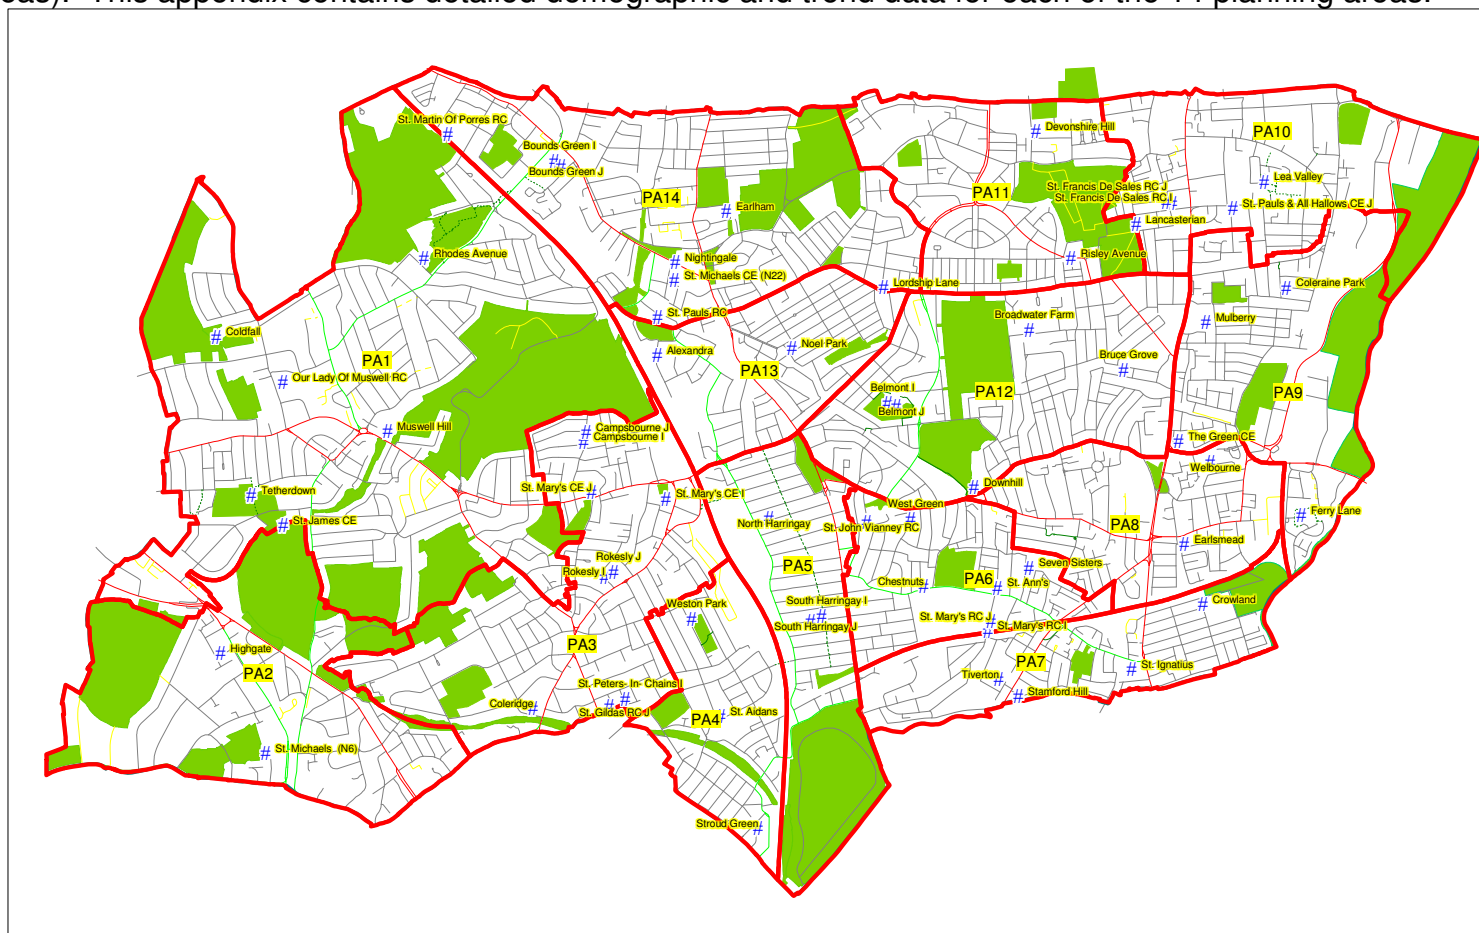 eas). This appendix contains detailed demographic and trend data for each of the 14 planning areas.
St. Martin Of Porres RC
Bounds Green I
Bounds Green J
PA14
Earlham
Devonshire Hill
PA10
PA11
St. Francis De Sales RC J
St. Francis De Sales RC I
Lea Valley
St. Pauls & All Hallows CE J
Lancasterian
Rhodes Avenue
Nightingale
St. Michaels CE (N22)
Risley Avenue
Lordship Lane
Coleraine Park
St. Pauls RC
Broadwater Farm
Mulberry
Coldfall
Alexandra
Noel Park
PA1
PA13
Bruce Grove
Our Lady Of Muswell RC
Belmont I
Belmont J
PA12
PA9
Muswell Hill
Campsbourne J
Campsbourne I
The Green CE
Welbourne
Tetherdown
St. Mary's CE J
St. Mary's CE I
Downhill
West Green
St. James CE
North Harringay
St. John Vianney RC
PA8
Ferry Lane
Earlsmead
Rokesly J
Rokesly I
PA5
Seven Sisters
Chestnuts
PA6
St. Ann's
South Harringay I
South Harringay J
Crowland
Weston Park
St. Mary's RC J
St. Mary's RC I
PA3
Highgate
PA2
PA7
St. Ignatius
Tiverton
Stamford Hill
St. Peters- In- Chains I
St. Gildas RC J
Coleridge
PA4
St. Aidans
St. Michaels (N6)
Stroud Green